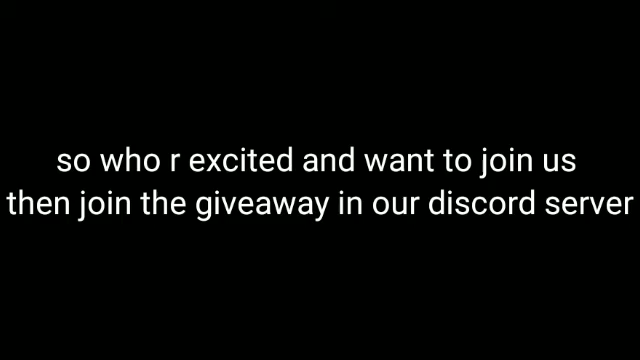 so who r excited and want to join us
then join the giveaway in our discord server